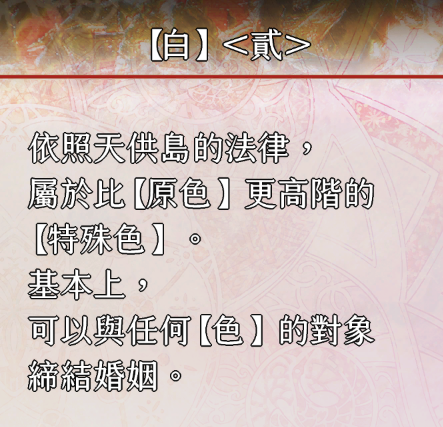 【白】<貳>
依照天供島的法律，
屬於比【原色】更高階的
【特殊色】。
基本上，
可以與任何【色】的對象
締結婚姻。